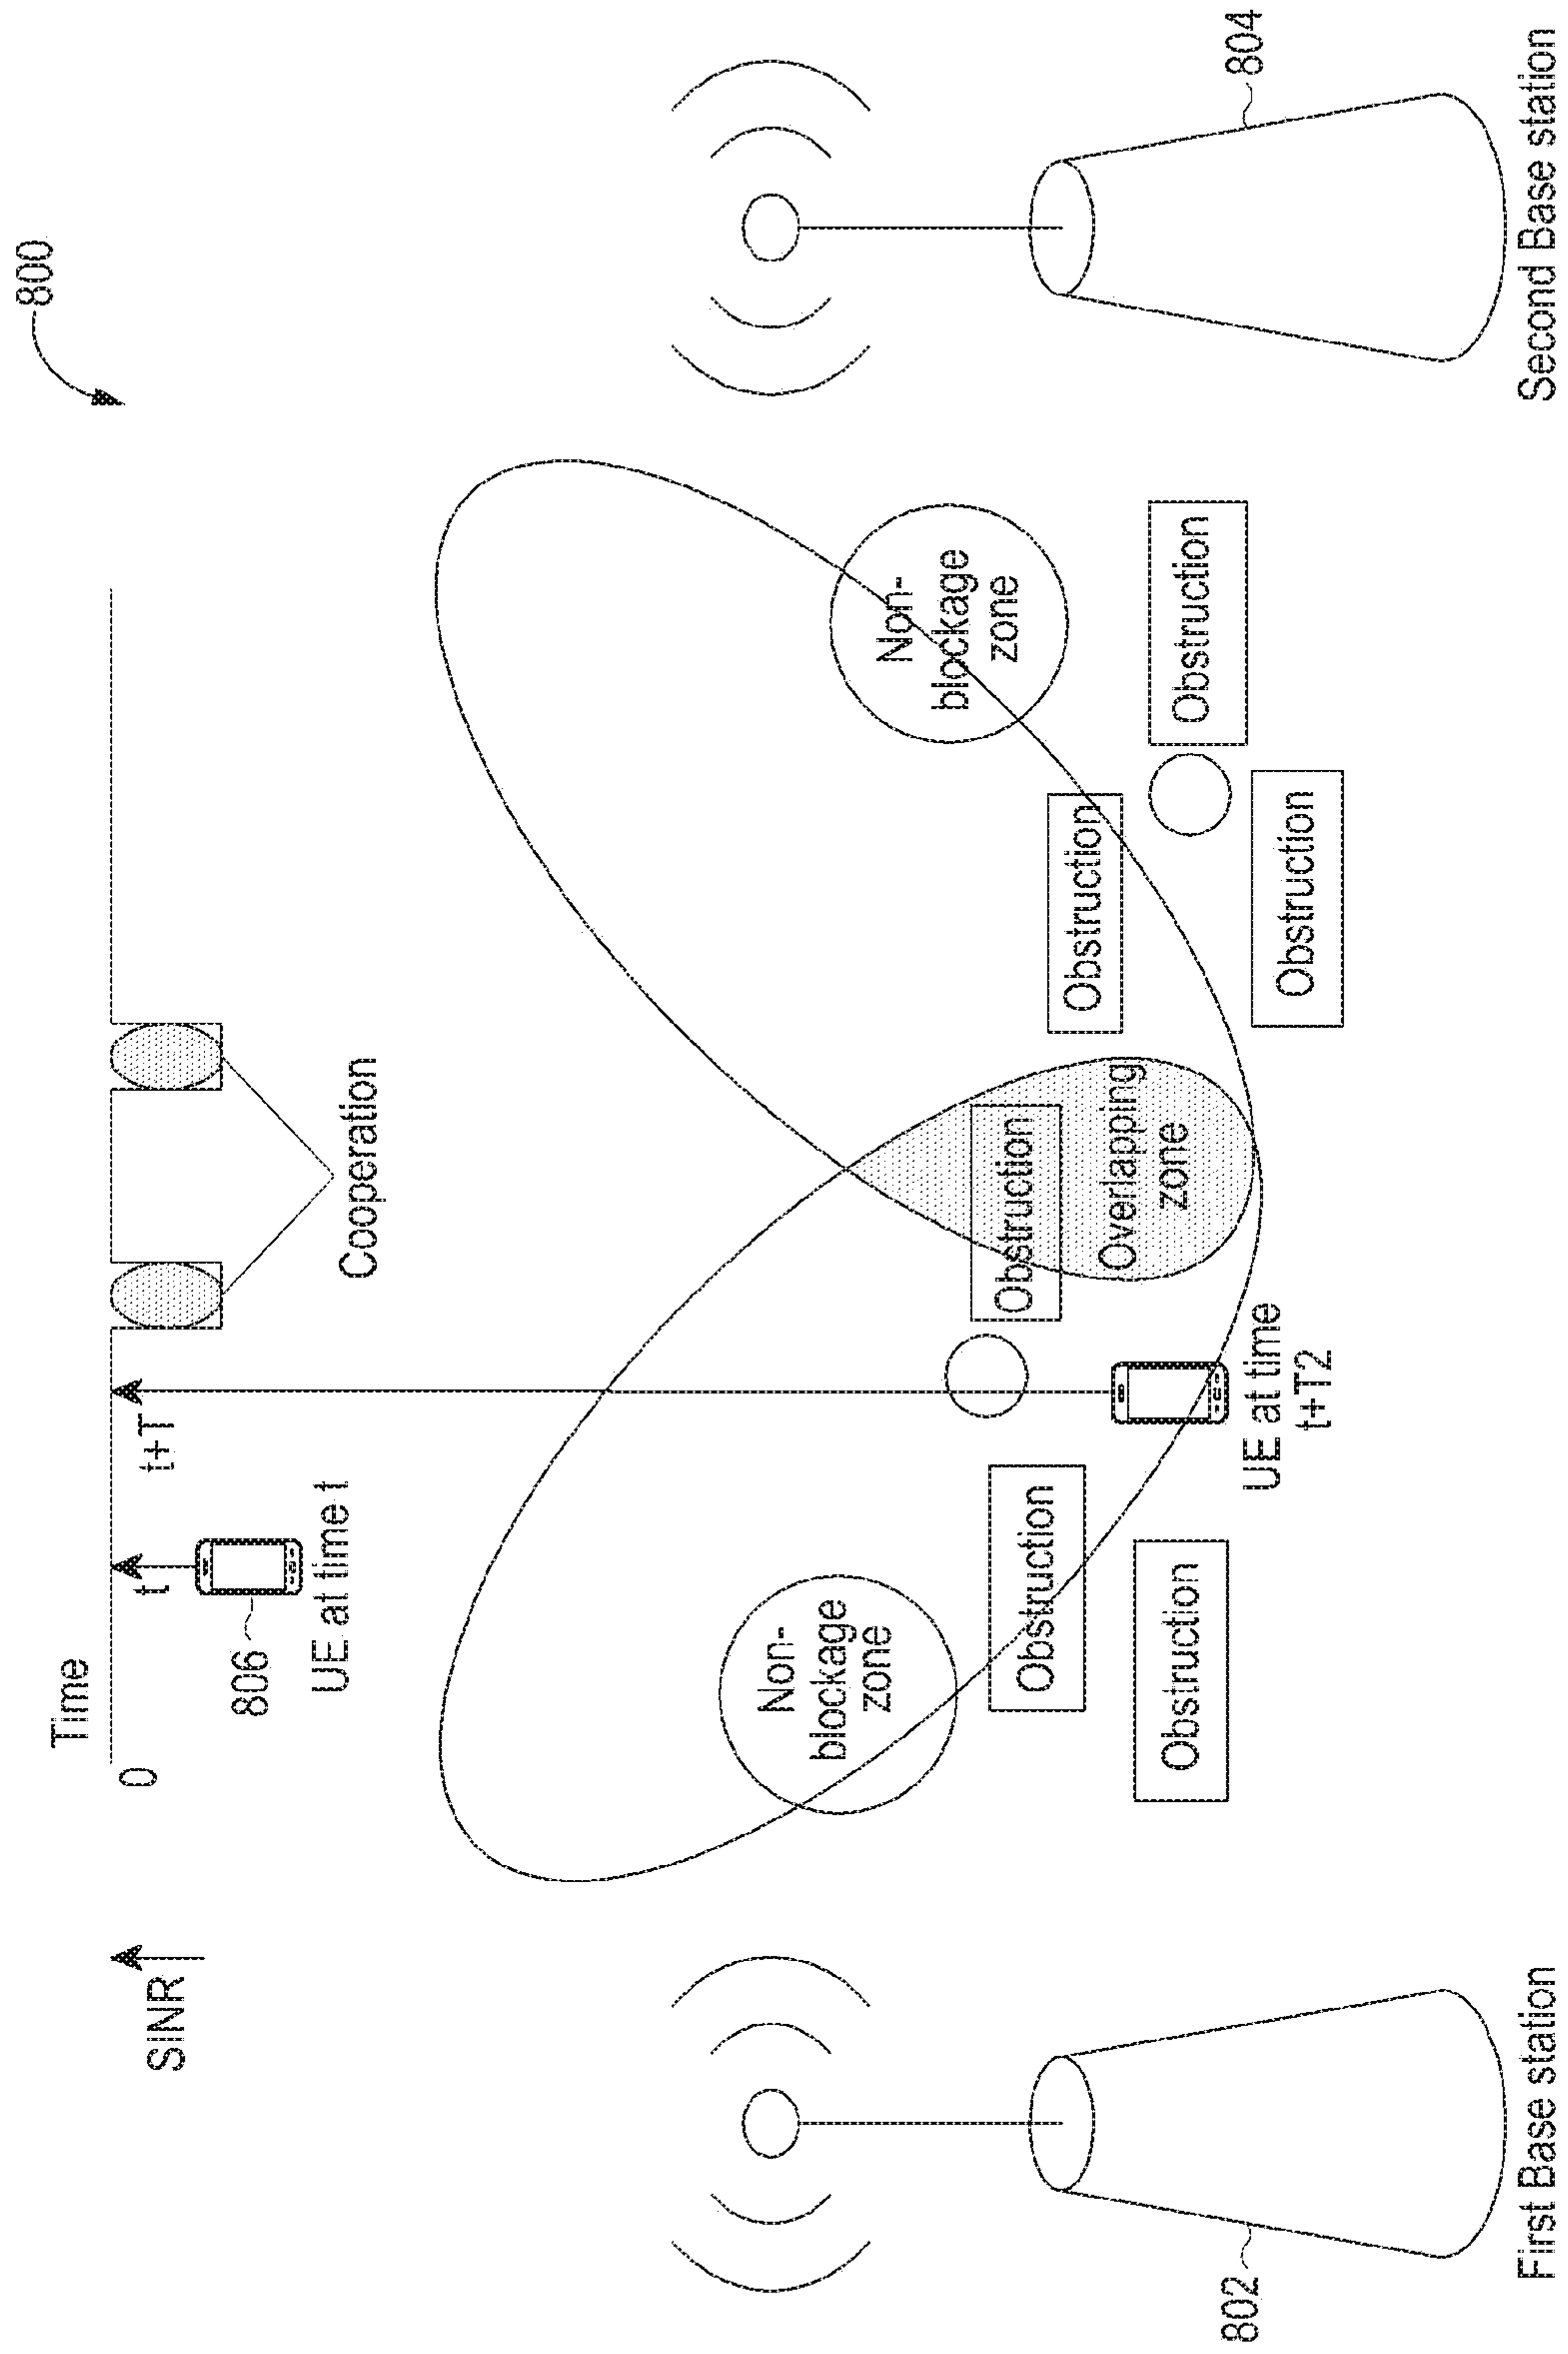 800
SINR
Time
0
t
t+T
806
UE at time t
Cooperation
Non-
blockage
zone
Non-
blockage
zone
Obstruction
Obstruction
Obstruction
Overlapping
zone
Obstruction
Obstruction
Obstruction
UE at time
t+T2
802
804
First Base station
Second Base station